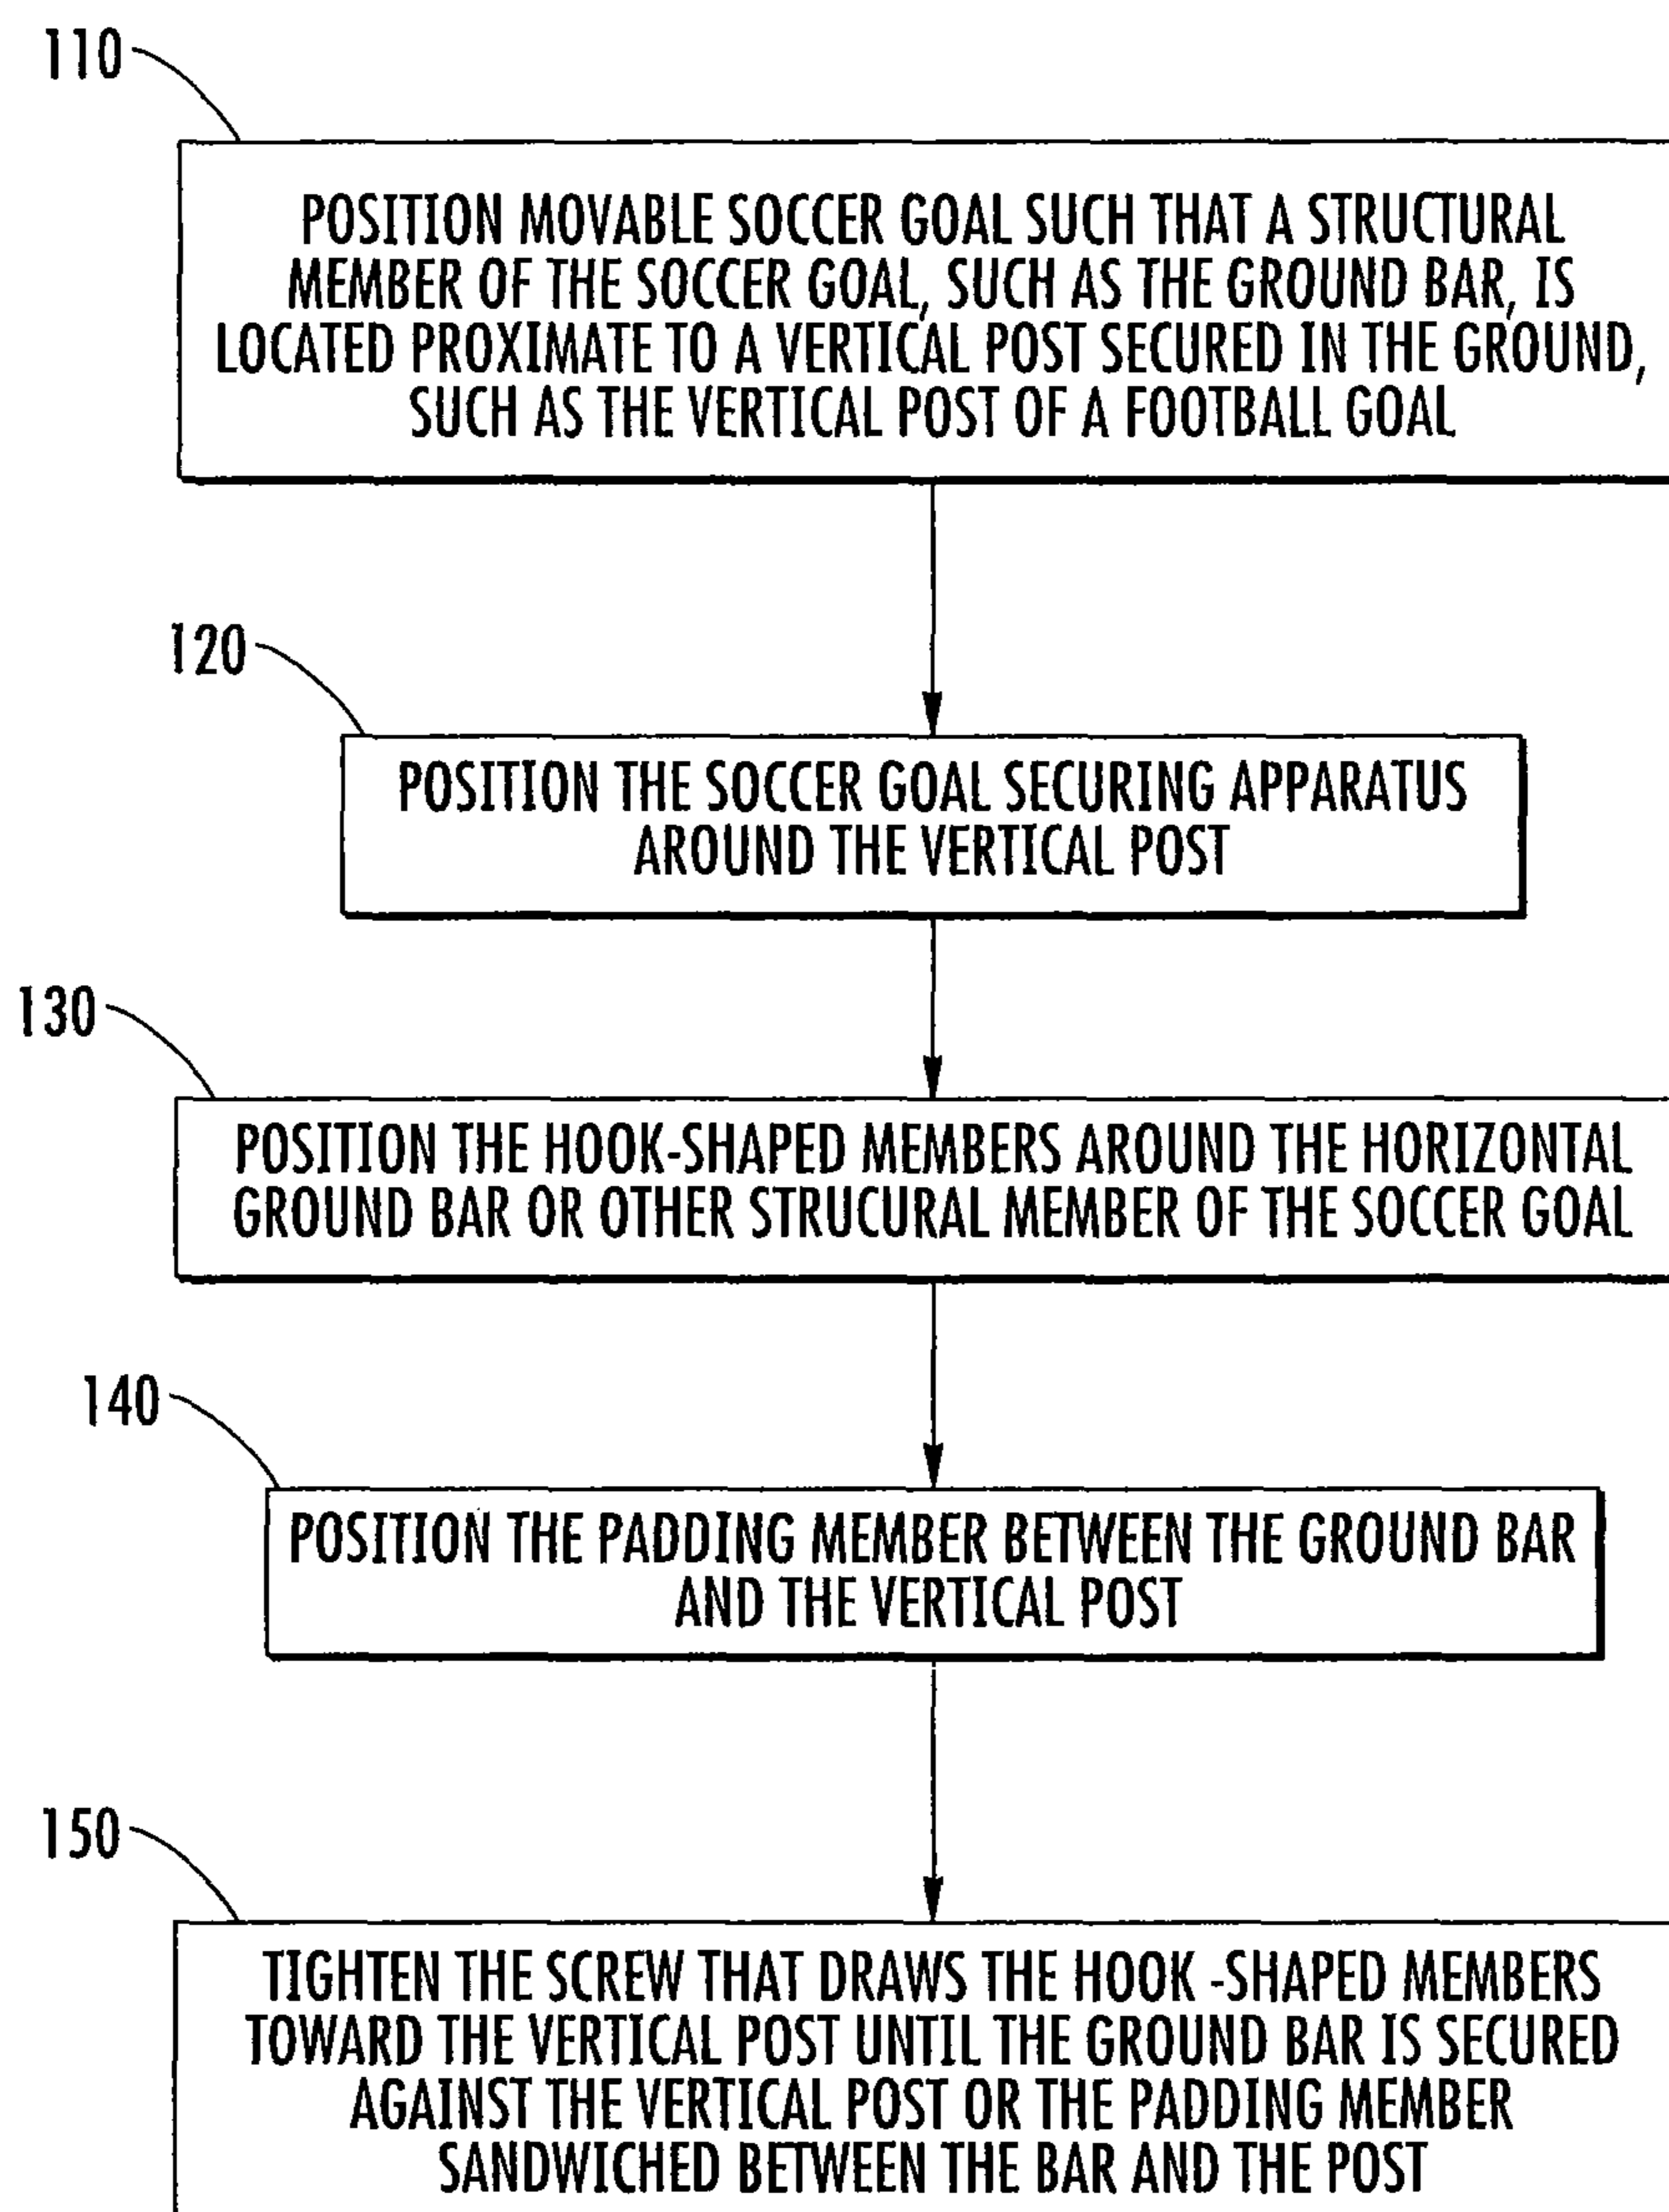 110
POSITION MOVABLE SOCCER GOAL SUCH THAT A STRUCTURAL
MEMBER OF THE SOCCER GOAL, SUCH AS THE GROUND BAR, IS
LOCATED PROXIMATE TO A VERTICAL POST SECURED IN THE GROUND,
SUCH AS THE VERTICAL POST OF A FOOTBALL GOAL
120
POSITION THE SOCCER GOAL SECURING APPARATUS
AROUND THE VERTICAL POST
130
POSITION THE HOOK-SHAPED MEMBERS AROUND THE HORIZONTAL
GROUND BAR OR OTHER STRUCURAL MEMBER OF THE SOCCER GOAL
140
POSITION THE PADDING MEMBER BETWEEN THE GROUND BAR
AND THE VERTICAL POST
150
TIGHTEN THE SCREW THAT DRAWS THE HOOK -SHAPED MEMBERS
TOWARD THE VERTICAL POST UNTIL THE GROUND BAR IS SECURED
AGAINST THE VERTICAL POST OR THE PADDING MEMBER
SANDWICHED BETWEEN THE BAR AND THE POST